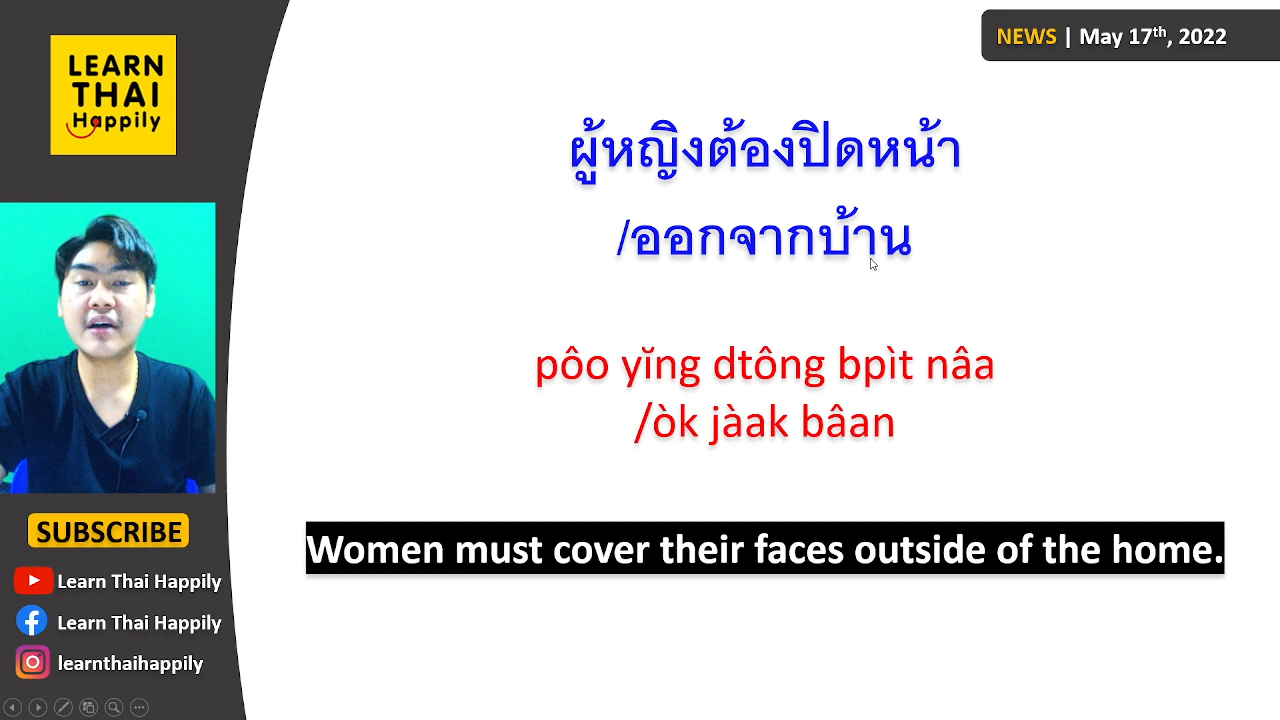 LEARN
THAI
Happily
NEWS | May 17th, 2022
ผู้หญิงต้องปิดหน้า
/ออกจากบ้าน
pôo yĭng dtông bpìt nâa
/òk jàak bâan
Women must cover their faces outside of the home.
SUBSCRIBE
Learn Thai Happily
Learn Thai Happily
learnthaihappily